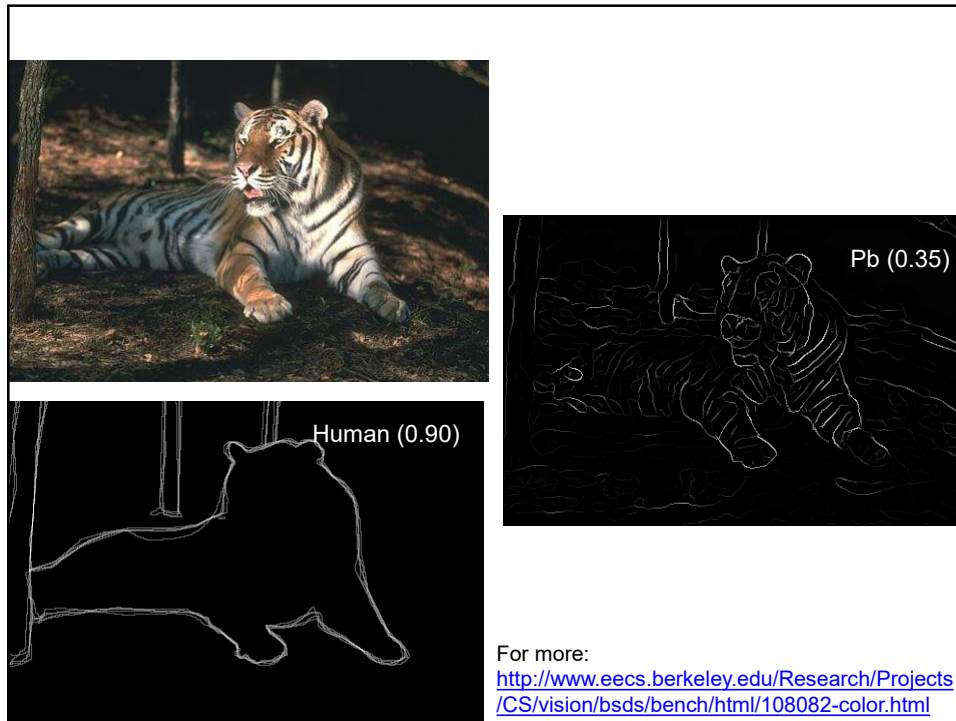 Pb (0.35)
Human (0.90)
For more:
http://www.eecs.berkeley.edu/Research/Projects
/CS/vision/bsds/bench/html/108082-color.html